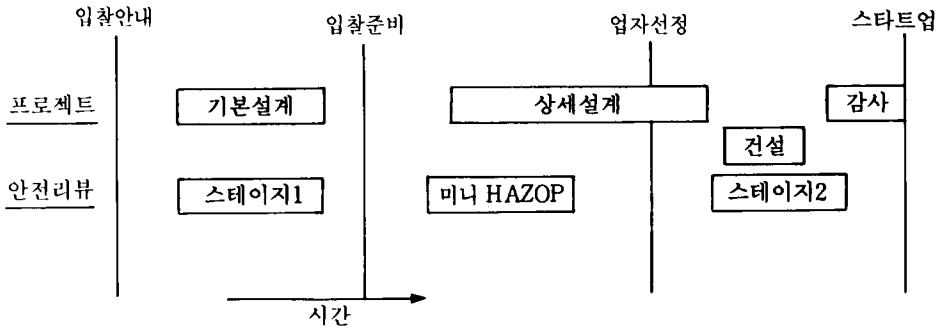 입찰안내 입찰준비 업자선정 스타트업
프로젝트 기본설계 상세설계 감사
건설
안전리뷰 스테이지1 미니 HAZOP 스테이지2
시간